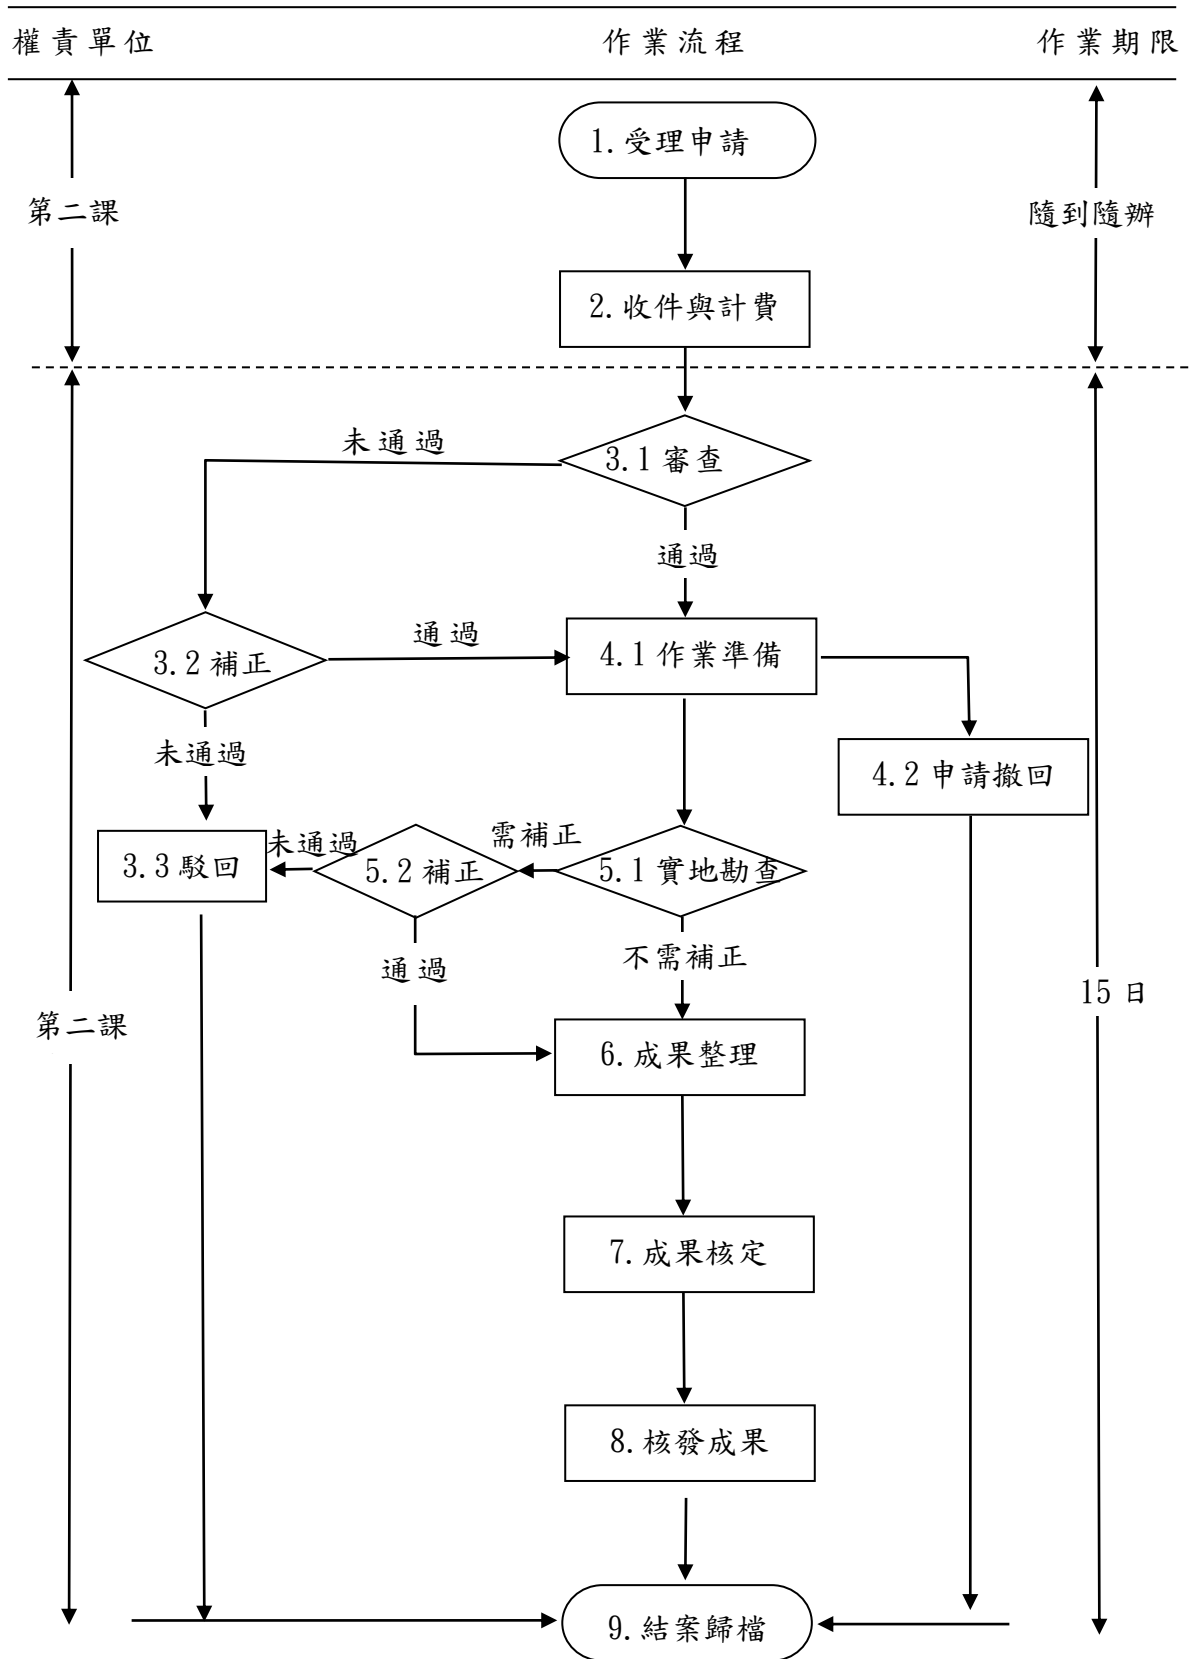 權責單位 作業流程 作業期限
1.受理申請
第二課
隨到隨辦
2.收件與計費
未通過
3.1審查
通過
3.2補正
通過
4.1作業準備
未通過
4.2申請撤回
3.3駁回
未通過
5.2補正
需補正
5.1實地勘查
通過
不需補正
15日
第二課
6.成果整理
7.成果核定
8.核發成果
9.結案歸檔